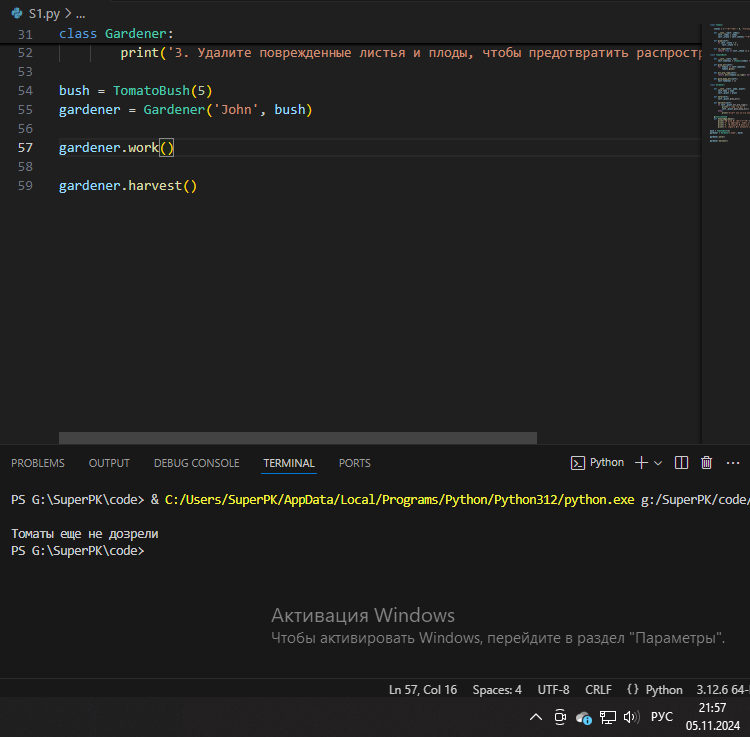 S1.py > ...
31 class Gardener:
52 print('3. Удалите поврежденные листья и плоды, чтобы предотвратить распростр
53
54 bush = TomatoBush(5)
55 gardener = Gardener('John', bush)
56
57 gardener.work()
58
59 gardener.harvest()
PROBLEMS OUTPUT DEBUG CONSOLE TERMINAL PORTS Python
PS G:\SuperPK\code> & C:/Users/SuperPK/AppData/Local/Programs/Python/Python312/python.exe g:/SuperPK/code/
Томаты еще не дозрели
PS G:\SuperPK\code>
Активация Windows
Чтобы активировать Windows, перейдите в раздел "Параметры".
Ln 57, Col 16 Spaces: 4 UTF-8 CRLF {} Python 3.12.6 64-
РУС 21:57
05.11.2024